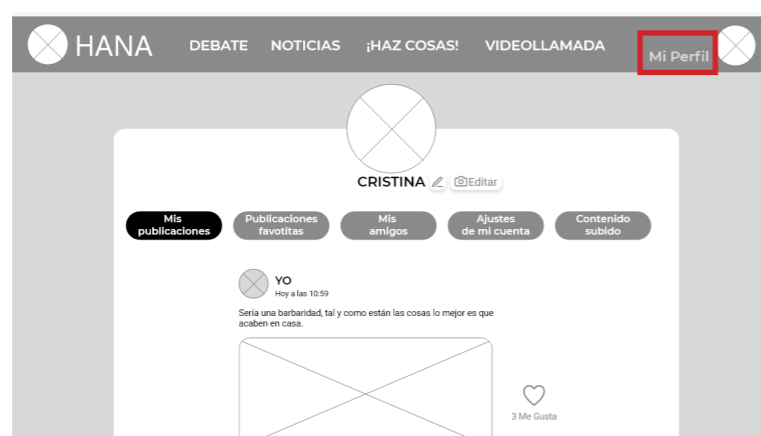 HANA
DEBATE NOTICIAS ¡HAZ COSAS! VIDEOLLAMADA Mi Perfil
CRISTINA Editar
Mis publicaciones
Publicaciones favotitas
Mis amigos
Ajustes de mi cuenta
Contenido subido
YO
Hoy a las 10:59
Sería una barbaridad, tal y como están las cosas lo mejor es que
acaben en casa.
3 Me Gusta